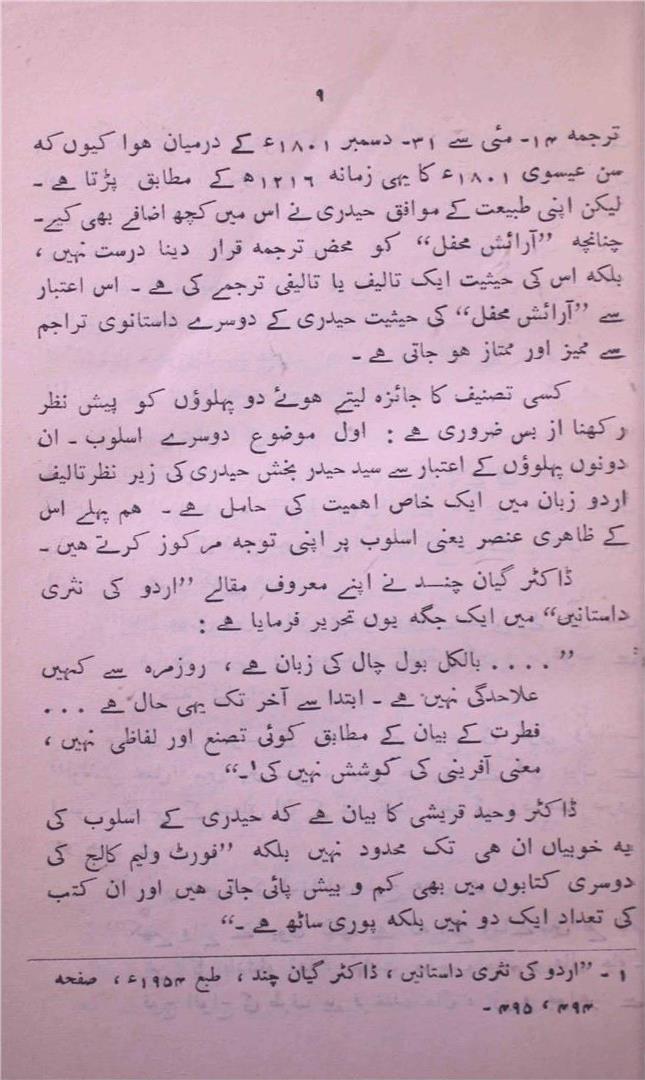 ۹
ترجمہ ۱۴- مئی سے ۳۱- دسمبر ۱۸۰۱ء کے درمیان ہوا کیوں کہ
سن عیسوی ۱۸۰۱ء کا یہی زمانہ ۱۲۱۶ھ کے مطابق پڑتا ہے -
لیکن اپنی طبیعت کے موافق حیدری نے اس میں کچھ اضافے بھی کیے-
چنانچہ ”آرائش محفل“ کو محض ترجمہ قرار دینا درست نہیں ،
بلکہ اس کی حیثیت ایک تالیف یا تالیفی ترجمے کی ہے - اس اعتبار
سے ”آرائش محفل“ کی حیثیت حیدری کے دوسرے داستانوی تراجم
سے ممیز اور ممتاز ہو جاتی ہے -
کسی تصنیف کا جائزہ لیتے ہوئے دو پہلوؤں کو پیش نظر
رکھنا از بس ضروری ہے : اول موضوع دوسرے اسلوب - ان
دونوں پہلوؤں کے اعتبار سے سید حیدر بخش حیدری کی زیر نظر تالیف
اردو زبان میں ایک خاص اہمیت کی حامل ہے - ہم پہلے اس
کے ظاہری عنصر یعنی اسلوب پر اپنی توجہ مرکوز کرتے ہیں -
ڈاکٹر گیان چند نے اپنے معروف مقالے ”اردو کی نثری
داستانیں“ میں ایک جگہ یوں تحریر فرمایا ہے :
” . . . . بالکل بول چال کی زبان ہے ، روزمرہ سے کہیں
علاحدگی نہیں ہے - ابتدا سے آخر تک یہی حال ہے . . .
فطرت کے بیان کے مطابق کوئی تصنع اور لفاظی نہیں ،
معنی آفرینی کی کوشش نہیں کی۱-“
ڈاکٹر وحید قریشی کا بیان ہے کہ حیدری کے اسلوب کی
یہ خوبیاں ان ہی تک محدود نہیں بلکہ ”فورٹ ولیم کالج کی
دوسری کتابوں میں بھی کم و بیش پائی جاتی ہیں اور ان کتب
کی تعداد ایک دو نہیں بلکہ پوری ساٹھ ہے -“
۱ - ”اردو کی نثری داستانیں ، ڈاکٹر گیان چند ، طبع ۱۹۵۴ء ، صفحہ
۴۹۴ ، ۴۹۵ -